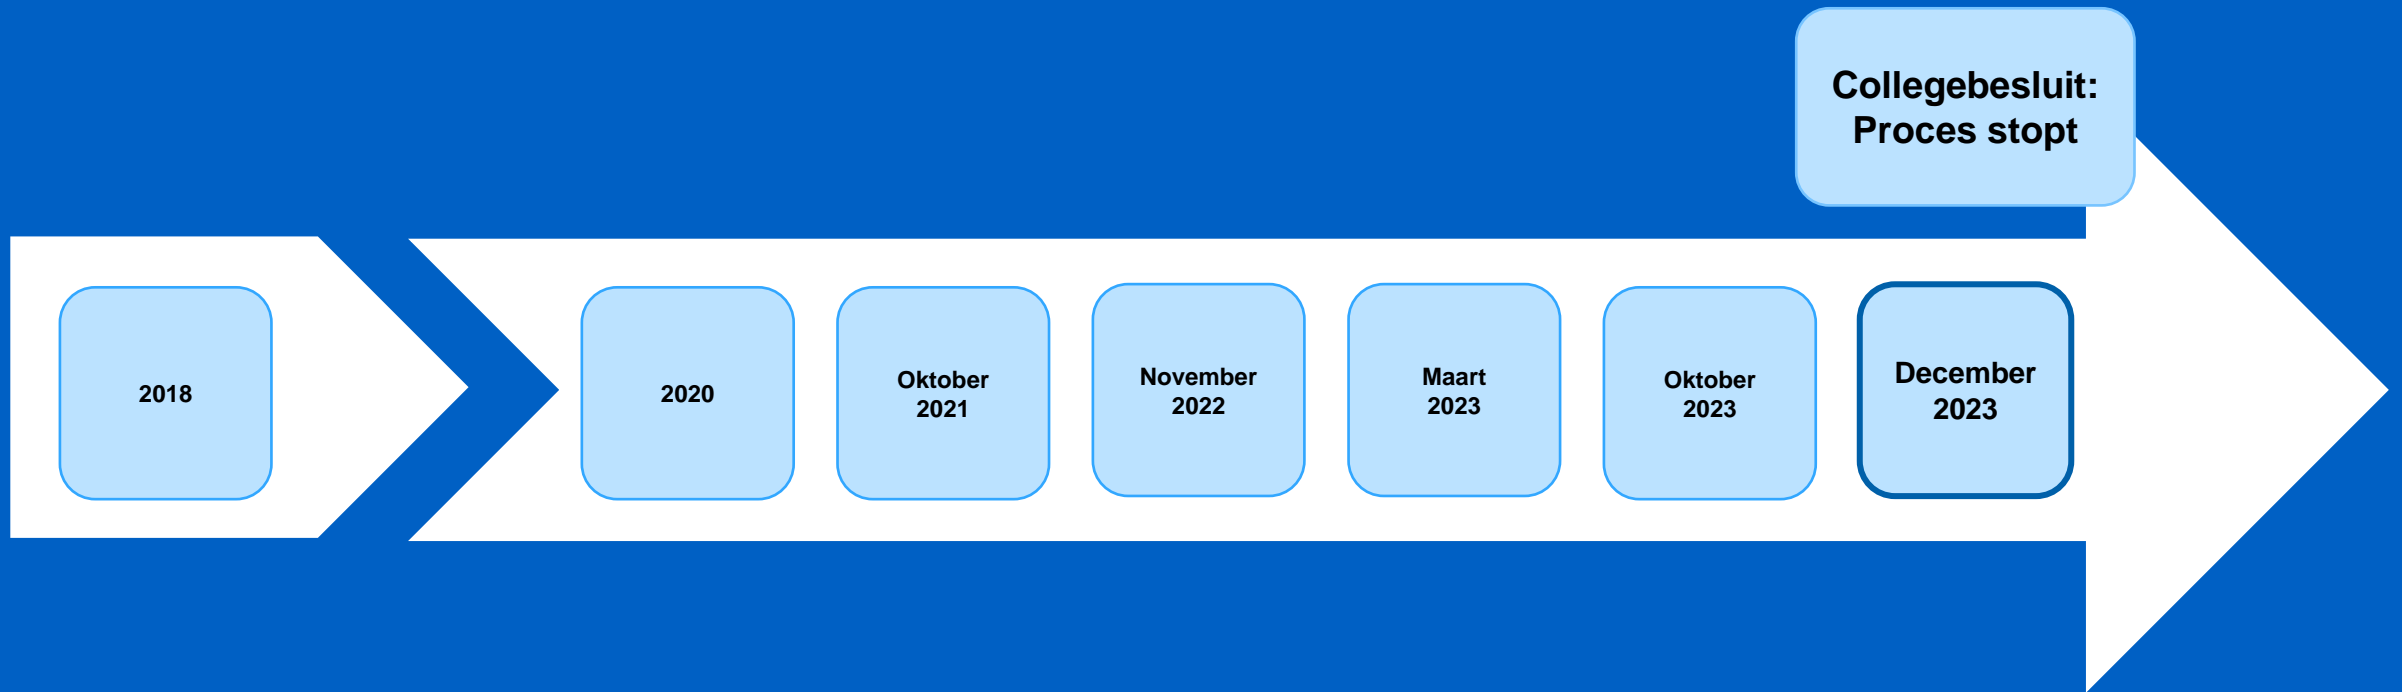 Collegebesluit:
Proces stopt
2018
2020
Oktober
2021
November
2022
Maart
2023
Oktober
2023
December
2023